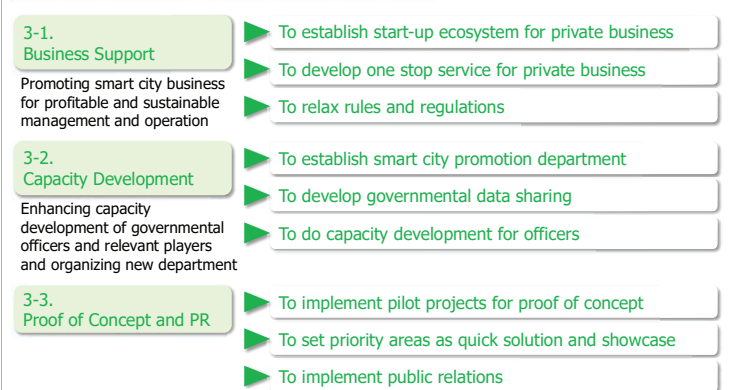 3-1.
Business Support
Promoting smart city business
for profitable and sustainable
management and operation
To establish start-up ecosystem for private business
To develop one stop service for private business
To relax rules and regulations
3-2.
Capacity Development
Enhancing capacity
development of governmental
officers and relevant players
and organizing new department
To establish smart city promotion department
To develop governmental data sharing
To do capacity development for officers
3-3.
Proof of Concept and PR
To implement pilot projects for proof of concept
To set priority areas as quick solution and showcase
To implement public relations